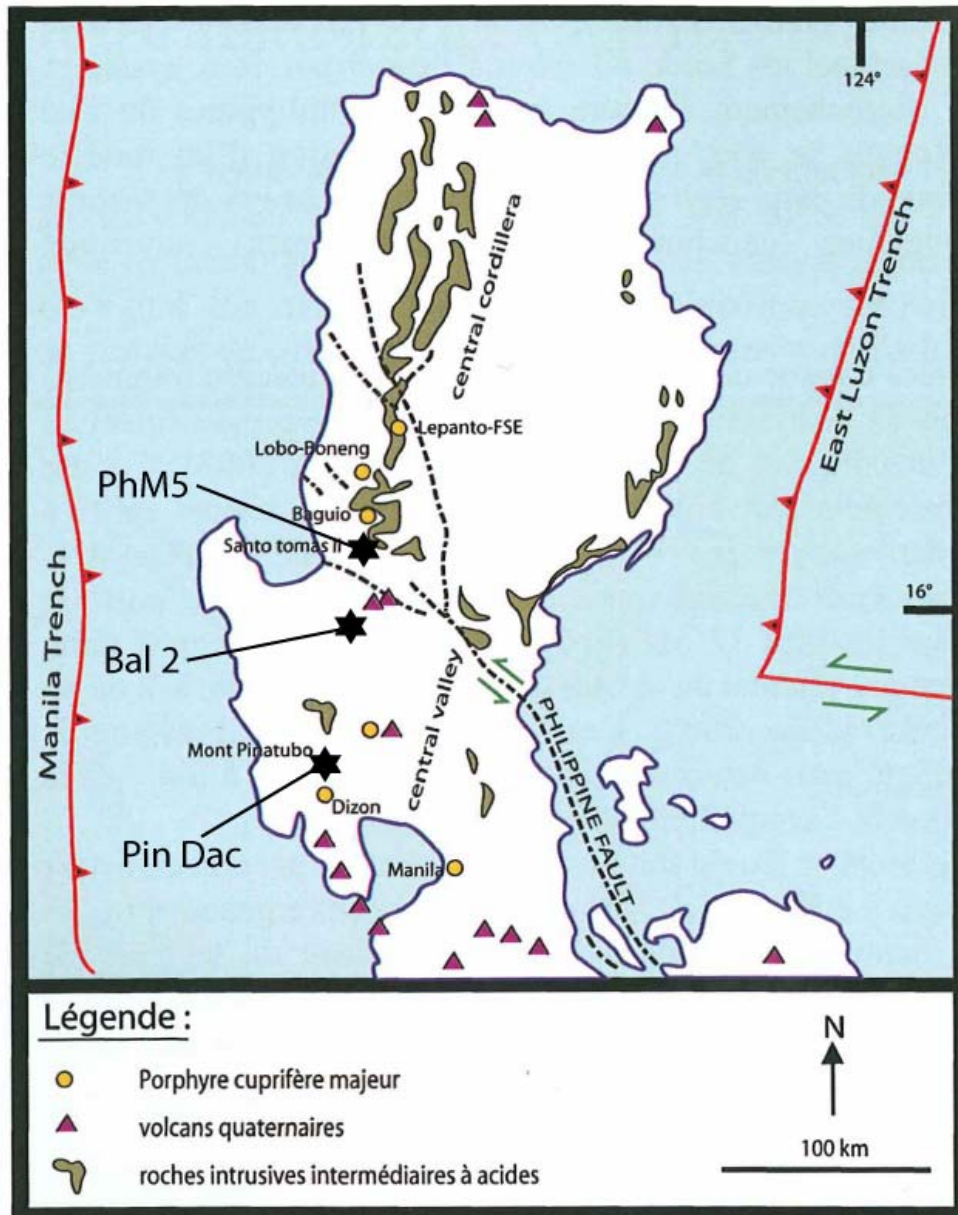 124°
central cordillera
East Luzon Trench
Lepanto-FSE
Lobo-Boneng
PhM5
Baguio
Santo tomas II
16°
Manila Trench
Bal 2
central valley
PHILIPPINE FAULT
Mont Pinatubo
Dizon
Pin Dac
Manila
Légende :
Porphyre cuprifère majeur
volcans quaternaires
roches intrusives intermédiaires à acides
N
100 km